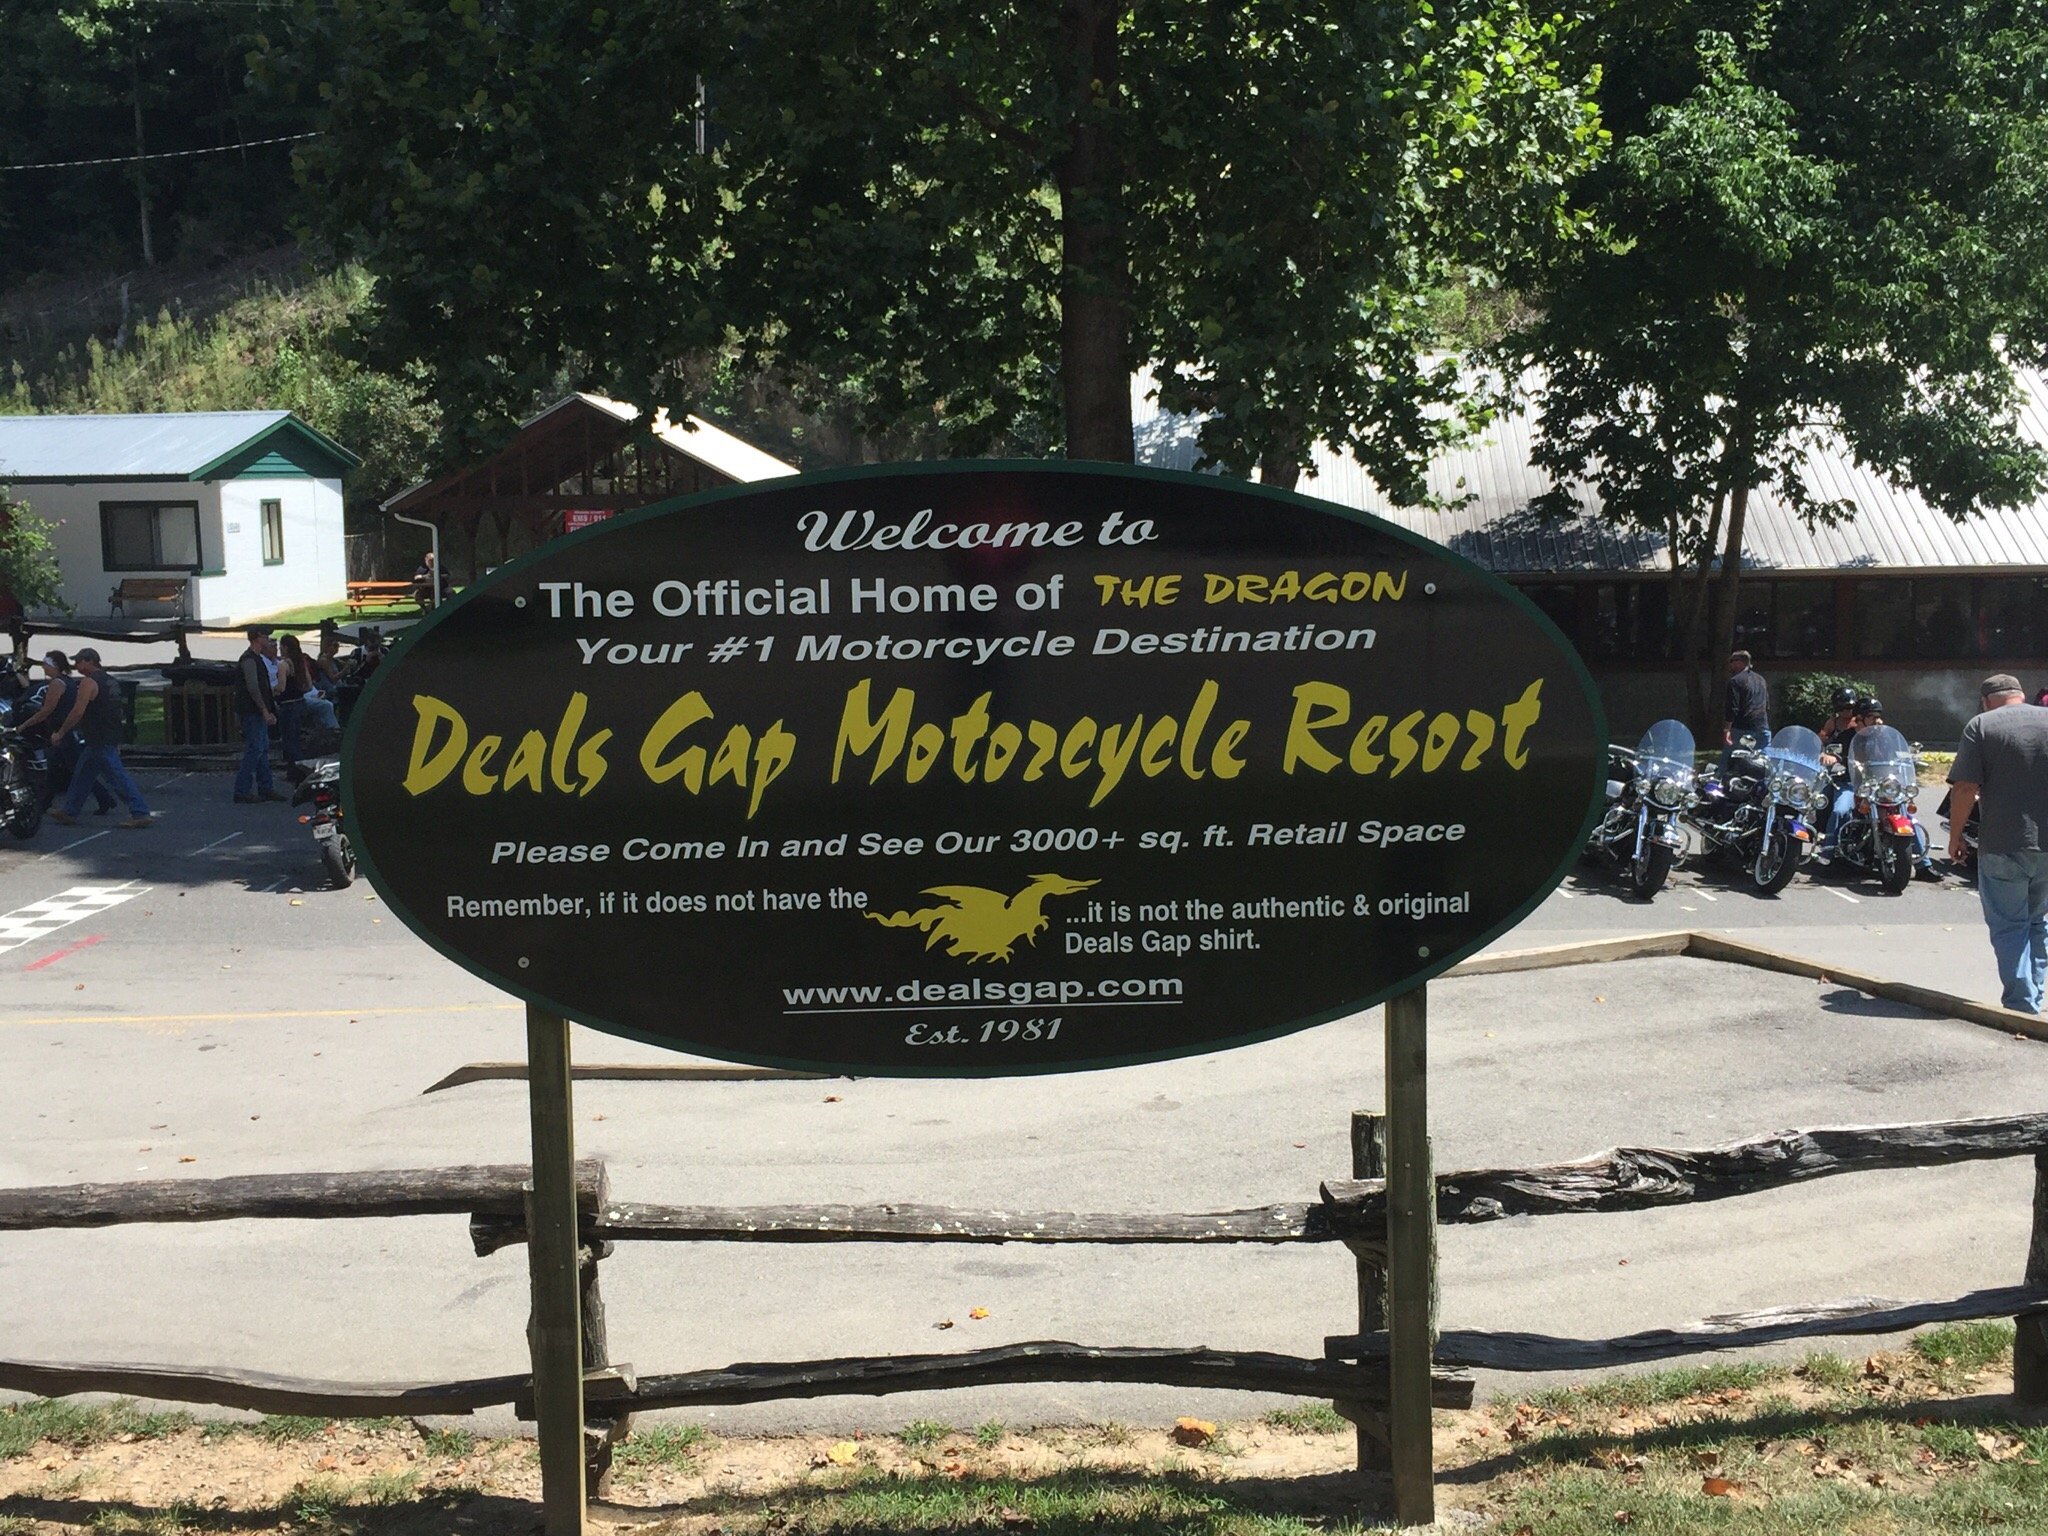 Welcome to
The Official Home of THE DRAGON
Your #1 Motorcycle Destination
Deals Gap Motorcycle Resort
Please Come In and See Our 3000+ sq. ft. Retail Space
Remember, if it does not have the
...it is not the authentic & original
Deals Gap shirt.
www.dealsgap.com
Est. 1981
EMS / 911